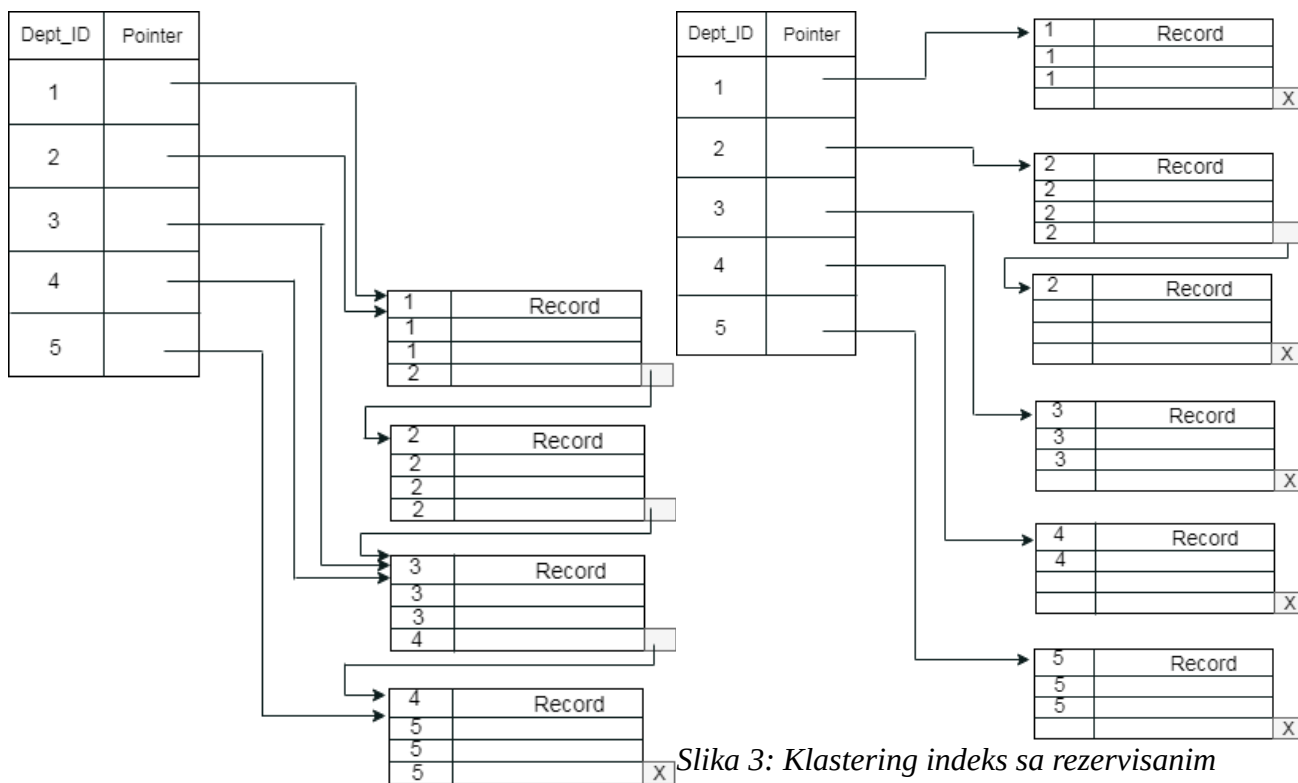 Dept_ID Pointer
1
2
3
4
5
1 Record
1
1
2
2 Record
2
2
2
3 Record
3
3
4
4 Record
5
5
5 X
Dept_ID Pointer
1
2
3
4
5
1 Record
1
1
X
2 Record
2
2
2
2 Record
X
3 Record
3
3
X
4 Record
4
X
5 Record
5
5
X
Slika 3: Klastering indeks sa rezervisanim